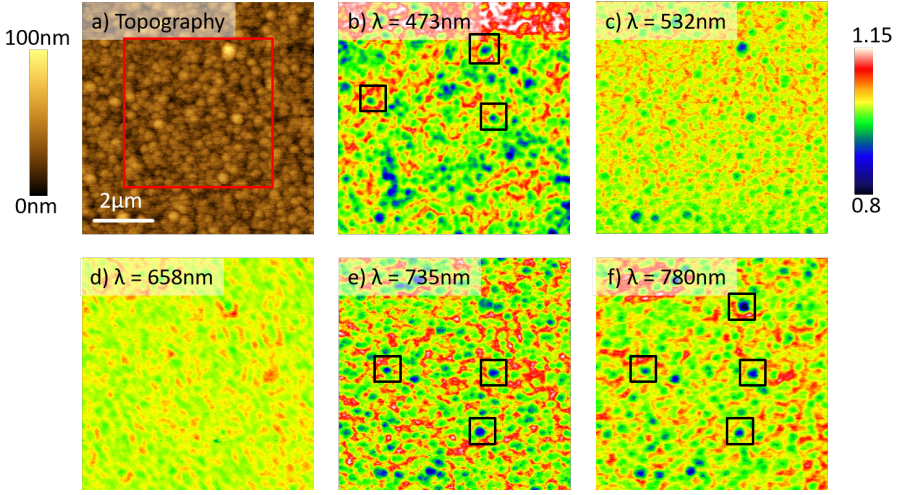 a) Topography
b) λ = 473nm
c) λ = 532nm
100nm
0nm
2μm
1.15
0.8
d) λ = 658nm
e) λ = 735nm
f) λ = 780nm